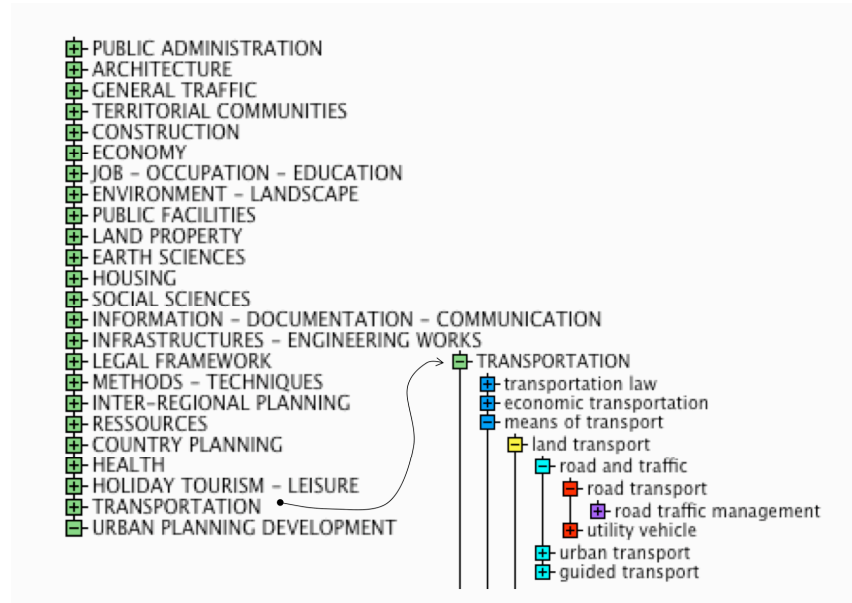 PUBLIC ADMINISTRATION
ARCHITECTURE
GENERAL TRAFFIC
TERRITORIAL COMMUNITIES
CONSTRUCTION
ECONOMY
JOB – OCCUPATION – EDUCATION
ENVIRONMENT – LANDSCAPE
PUBLIC FACILITIES
LAND PROPERTY
EARTH SCIENCES
HOUSING
SOCIAL SCIENCES
INFORMATION – DOCUMENTATION – COMMUNICATION
INFRASTRUCTURES – ENGINEERING WORKS
LEGAL FRAMEWORK
METHODS – TECHNIQUES
INTER-REGIONAL PLANNING
RESSOURCES
COUNTRY PLANNING
HEALTH
HOLIDAY TOURISM – LEISURE
TRANSPORTATION
URBAN PLANNING DEVELOPMENT
TRANSPORTATION
transportation law
economic transportation
means of transport
land transport
road and traffic
road transport
road traffic management
utility vehicle
urban transport
guided transport